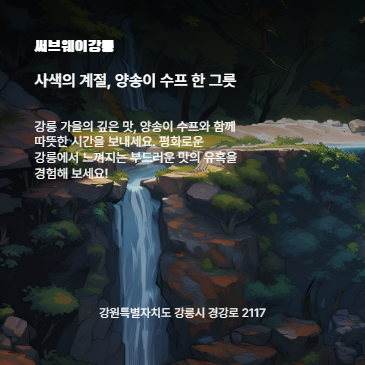 써브웨이강릉
사색의 계절, 양송이 수프 한 그릇
강릉 가을의 깊은 맛, 양송이 수프와 함께
따뜻한 시간을 보내세요. 평화로운
강릉에서 느껴지는 부드러운 맛의 유혹을
경험해 보세요!
강원특별자치도 강릉시 경강로 2117